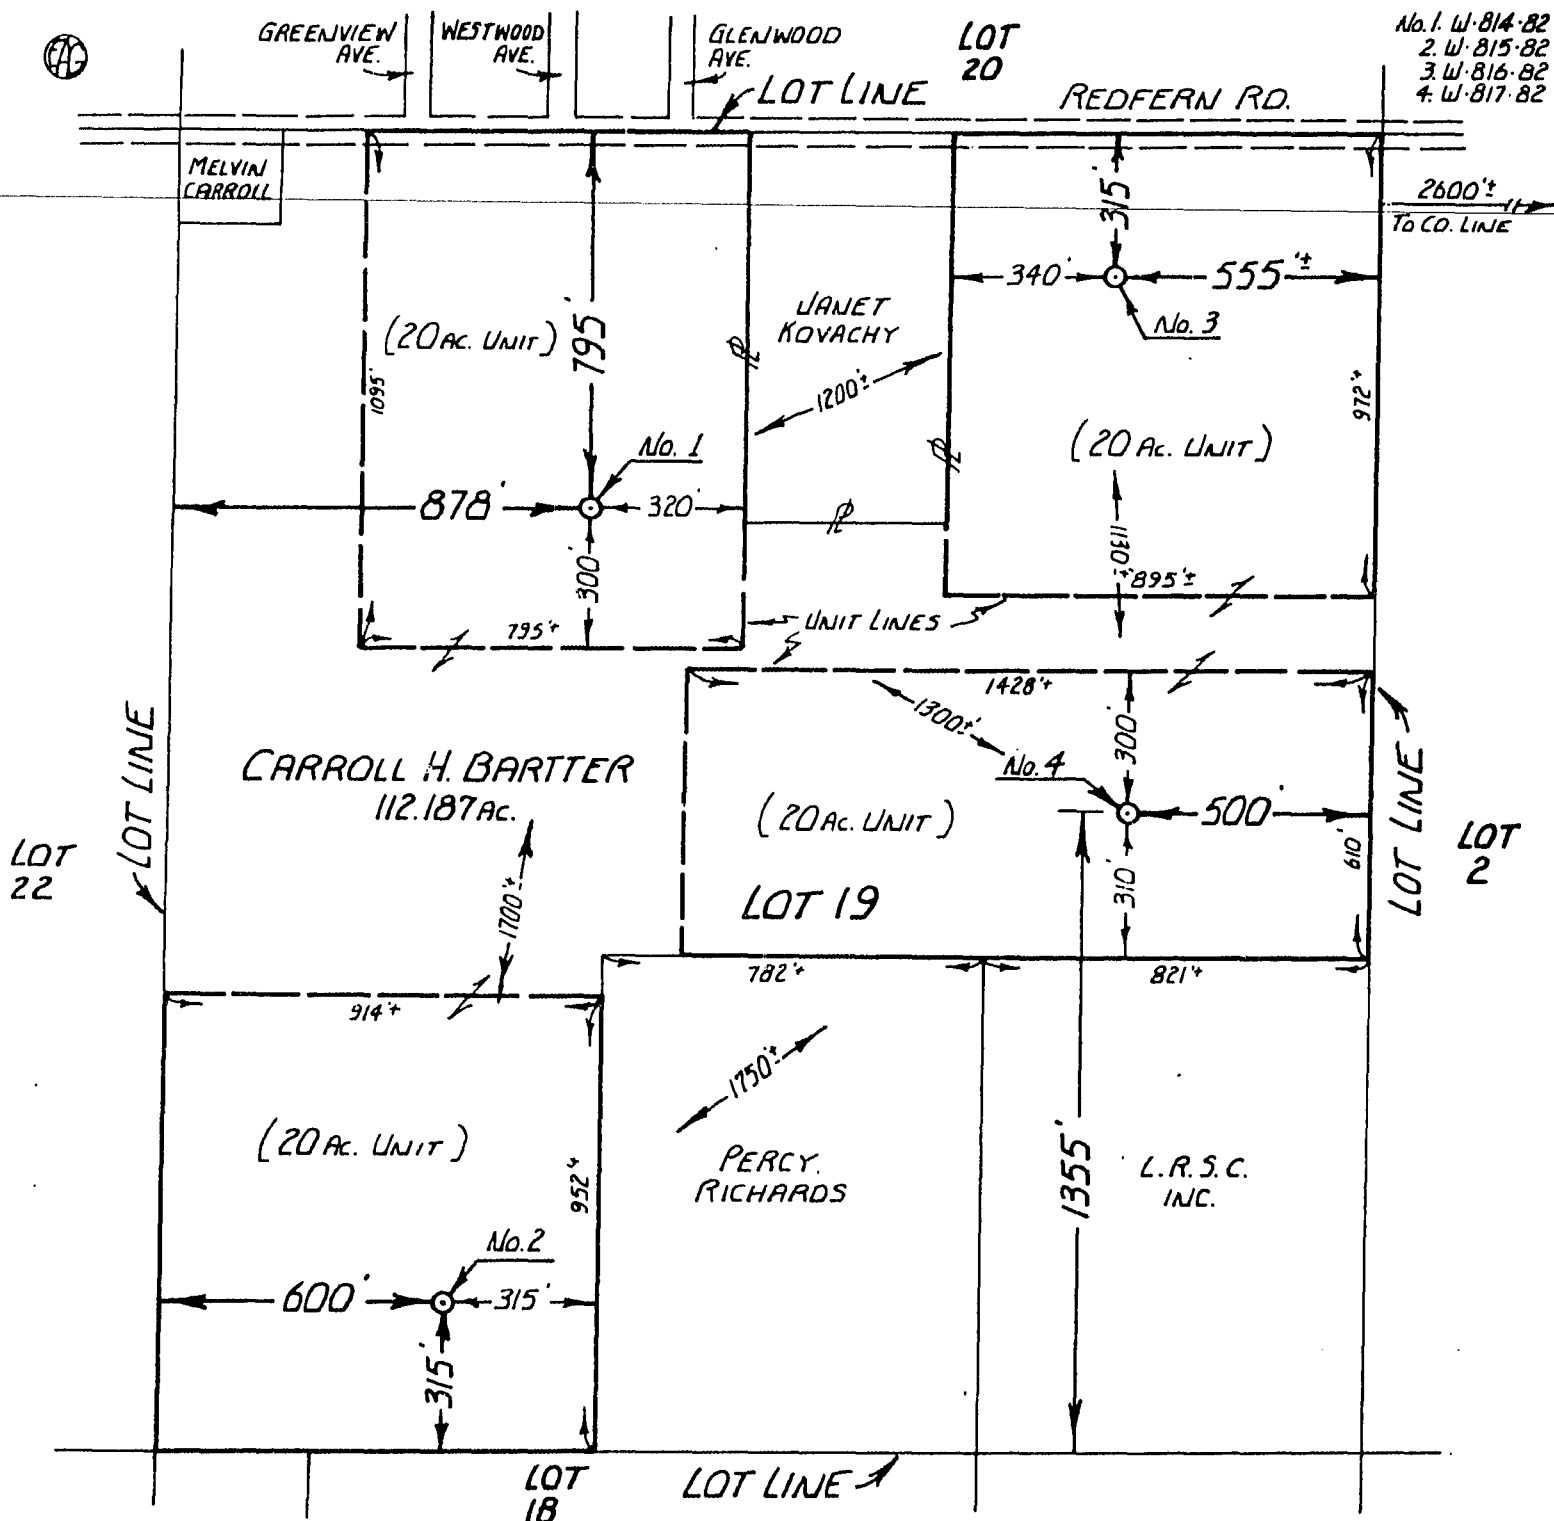 EAG
GREENVIEW
AVE.
WESTWOOD
AVE.
GLENWOOD
AVE.
LOT
20
No. 1. W·814·82
2. W·815·82
3. W·816·82
4. W·817·82
LOT LINE
REDFERN RD.
MELVIN
CARROLL
2600'±
TO CO. LINE
315'
340'
555'±
No. 3
JANET
KOVACHY
(20 AC. UNIT)
795'
1095'
1200'±
972'±
(20 AC. UNIT)
No. 1
878'
320'
300'
1130'±
895'±
795'±
UNIT LINES
1428'±
1300'±
300'
No. 4
500'
LOT LINE
CARROLL H. BARTTER
112.187 AC.
(20 AC. UNIT)
310'
610'
LOT LINE
LOT
22
LOT
2
LOT 19
1700'±
782'±
821'±
914'±
1750'±
(20 AC. UNIT)
952'±
PERCY.
RICHARDS
1355'
L.R.S.C.
INC.
No. 2
600'
315'
315'
LOT
18
LOT LINE